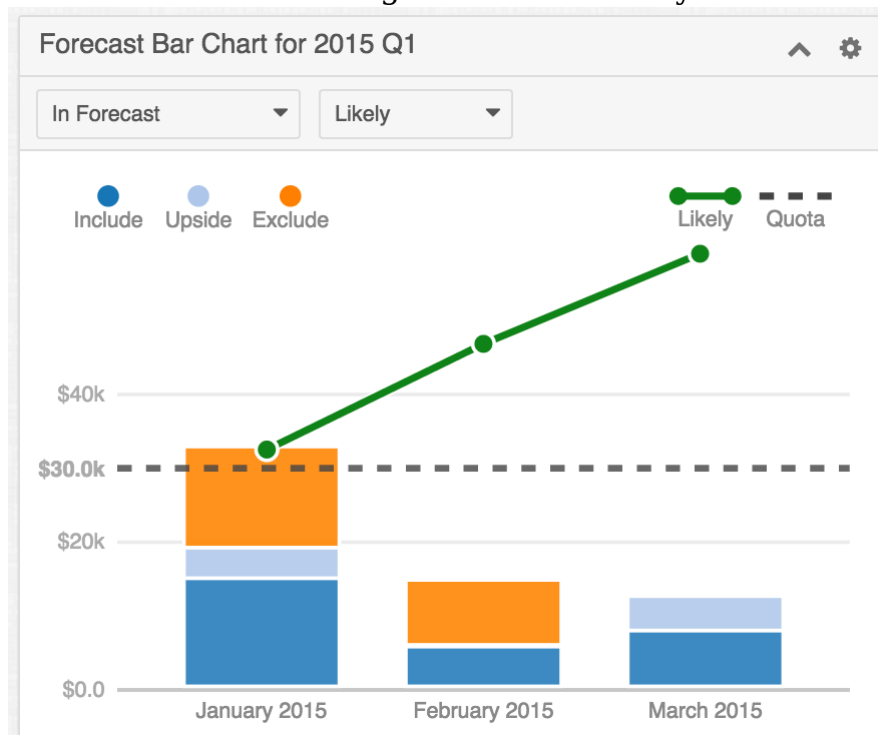 Forecast Bar Chart for 2015 Q1
In Forecast Likely
Include Upside Exclude Likely Quota
$40k
$30.0k
$20k
$0.0
January 2015 February 2015 March 2015